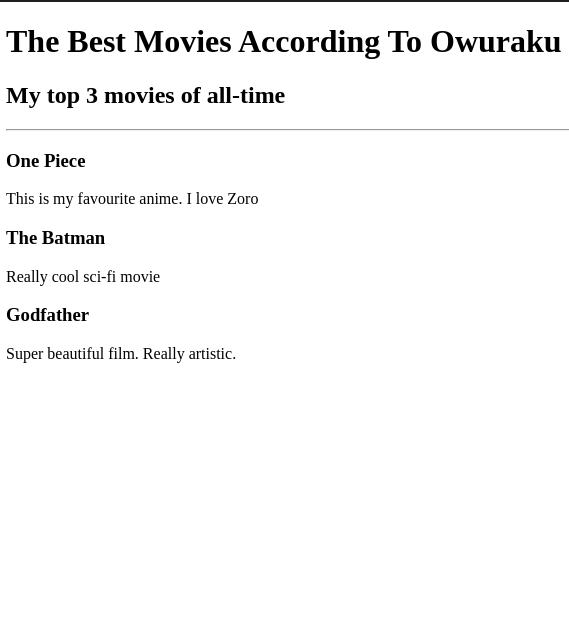 The Best Movies According To Owuraku
My top 3 movies of all-time
One Piece
This is my favourite anime. I love Zoro
The Batman
Really cool sci-fi movie
Godfather
Super beautiful film. Really artistic.